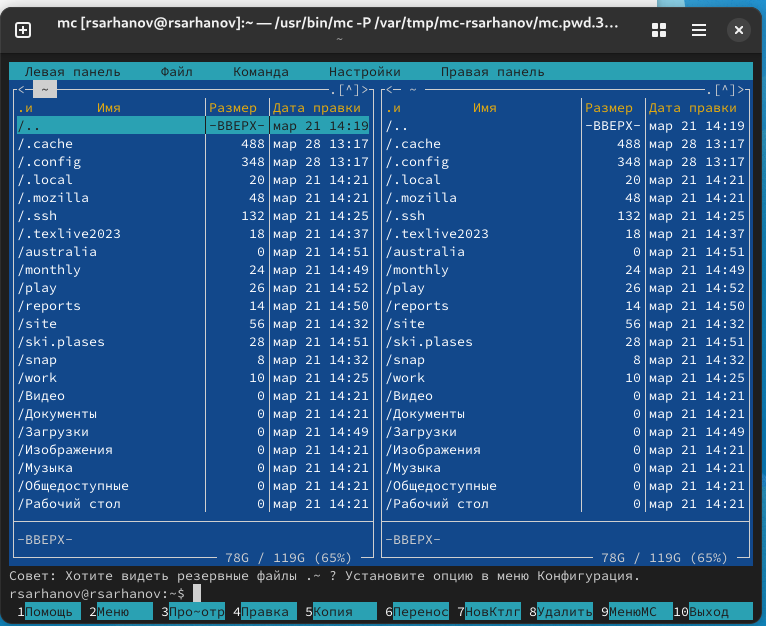 mc [rsarhanov@rsarhanov]:~ — /usr/bin/mc -P /var/tmp/mc-rsarhanov/mc.pwd.3…
~
Левая панель Файл Команда Настройки Правая панель
<─ ~ .[^]> <─ ~ .[^]>
.и Имя Размер Дата правки .и Имя Размер Дата правки
/.. -ВВЕРХ- мар 21 14:19 /.. -ВВЕРХ- мар 21 14:19
/.cache 488 мар 28 13:17 /.cache 488 мар 28 13:17
/.config 348 мар 28 13:17 /.config 348 мар 28 13:17
/.local 20 мар 21 14:21 /.local 20 мар 21 14:21
/.mozilla 48 мар 21 14:21 /.mozilla 48 мар 21 14:21
/.ssh 132 мар 21 14:25 /.ssh 132 мар 21 14:25
/.texlive2023 18 мар 21 14:37 /.texlive2023 18 мар 21 14:37
/australia 0 мар 21 14:51 /australia 0 мар 21 14:51
/monthly 24 мар 21 14:49 /monthly 24 мар 21 14:49
/play 26 мар 21 14:52 /play 26 мар 21 14:52
/reports 14 мар 21 14:50 /reports 14 мар 21 14:50
/site 56 мар 21 14:32 /site 56 мар 21 14:32
/ski.plases 28 мар 21 14:51 /ski.plases 28 мар 21 14:51
/snap 8 мар 21 14:32 /snap 8 мар 21 14:32
/work 10 мар 21 14:25 /work 10 мар 21 14:25
/Видео 0 мар 21 14:21 /Видео 0 мар 21 14:21
/Документы 0 мар 21 14:21 /Документы 0 мар 21 14:21
/Загрузки 0 мар 21 14:49 /Загрузки 0 мар 21 14:49
/Изображения 0 мар 21 14:21 /Изображения 0 мар 21 14:21
/Музыка 0 мар 21 14:21 /Музыка 0 мар 21 14:21
/Общедоступные 0 мар 21 14:21 /Общедоступные 0 мар 21 14:21
/Рабочий стол 0 мар 21 14:21 /Рабочий стол 0 мар 21 14:21
-ВВЕРХ- -ВВЕРХ-
78G / 119G (65%) 78G / 119G (65%)
Совет: Хотите видеть резервные файлы .~ ? Установите опцию в меню Конфигурация.
rsarhanov@rsarhanov:~$
1Помощь 2Меню 3Про~отр 4Правка 5Копия 6Перенос 7НовКтлг 8Удалить 9МенюMC 10Выход